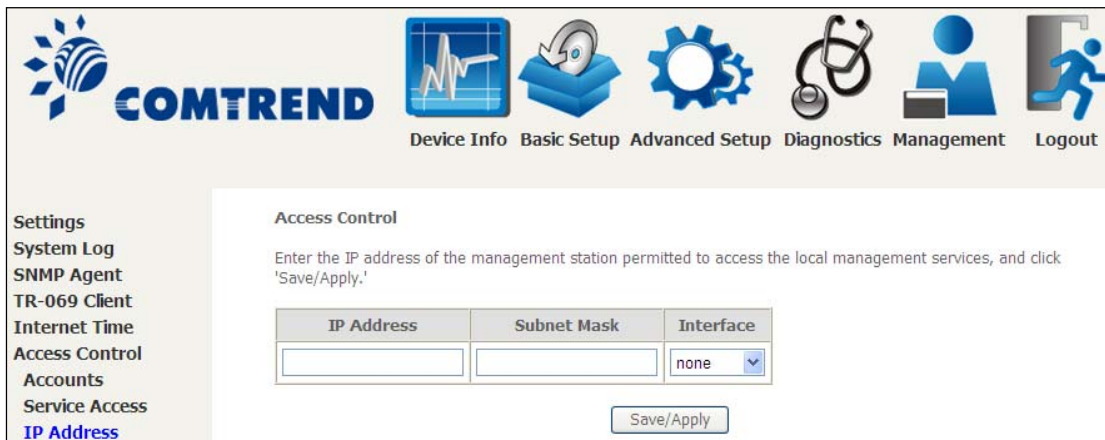 COMTREND
Device Info Basic Setup Advanced Setup Diagnostics Management Logout
Settings
System Log
SNMP Agent
TR-069 Client
Internet Time
Access Control
Accounts
Service Access
IP Address
Access Control
Enter the IP address of the management station permitted to access the local management services, and click
'Save/Apply.'
IP Address Subnet Mask Interface
none
Save/Apply